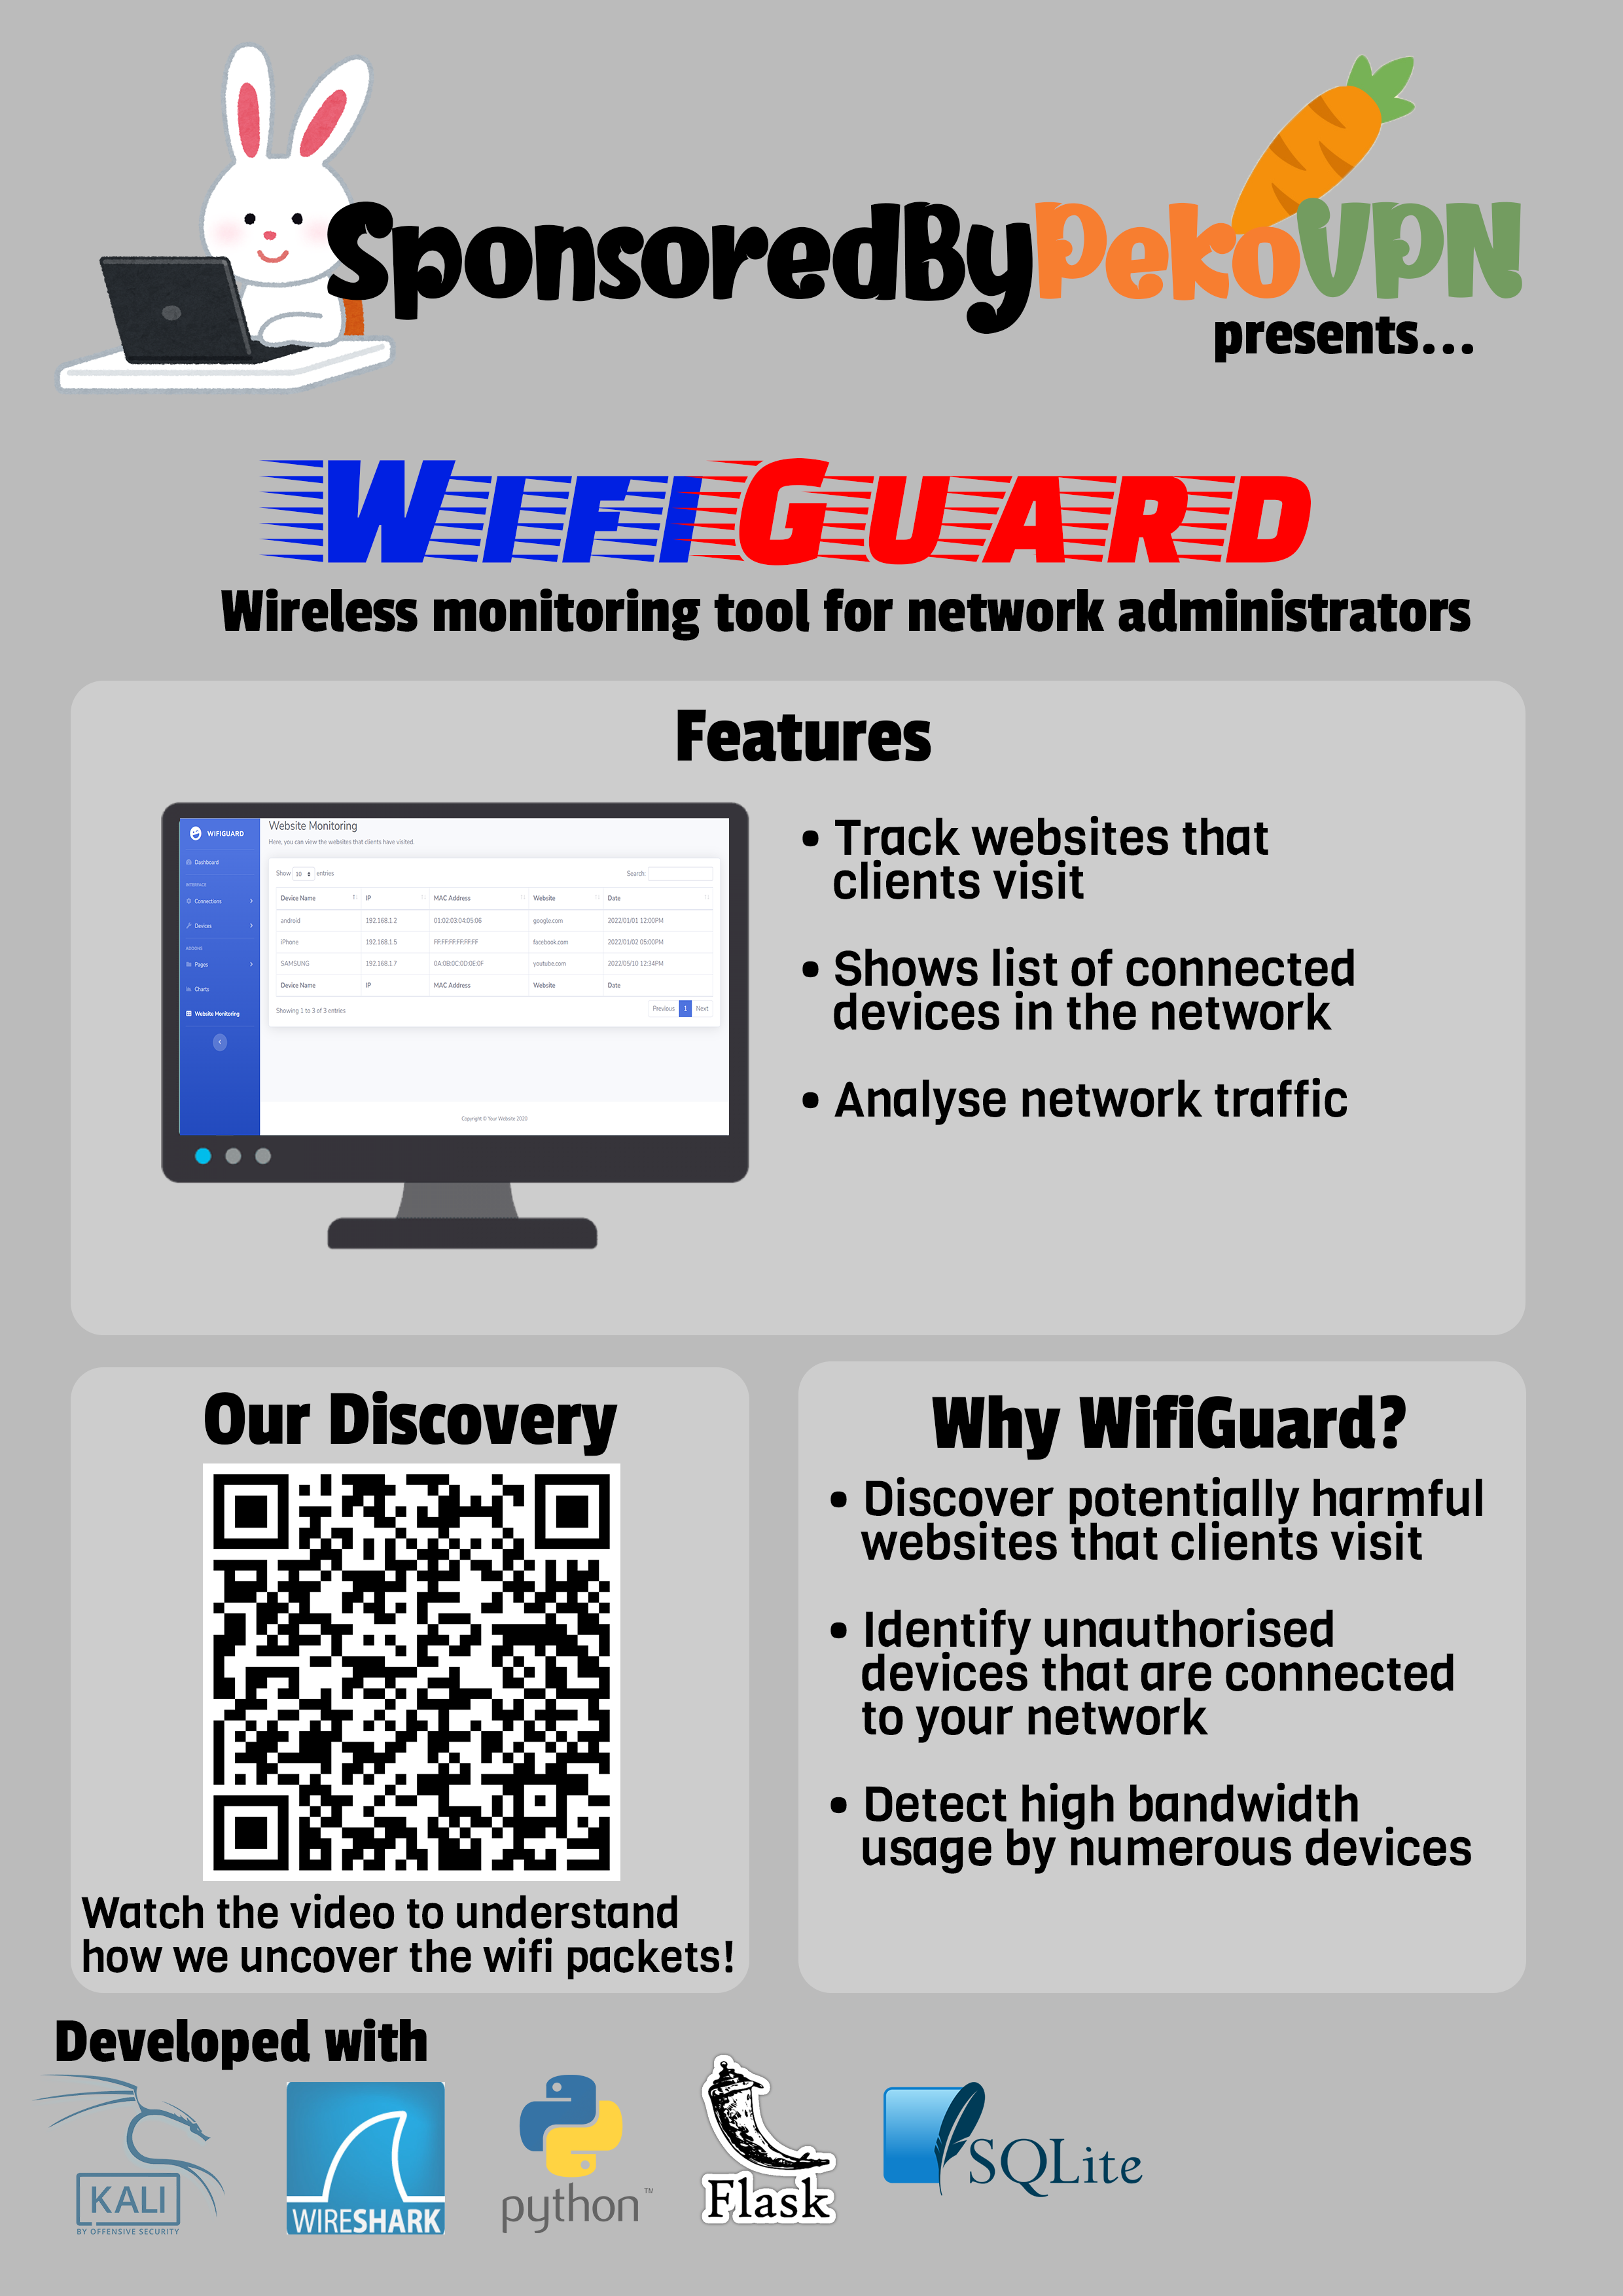 SponsoredByPekoVPN
presents...
WIFIGUARD
Wireless monitoring tool for network administrators
Features
WIFIGUARD
Dashboard
INTERFACE
Connections
Devices
ADDONS
Pages
Charts
Website Monitoring
Website Monitoring
Here, you can view the websites that clients have visited.
Show 10 entries
Search:
Device Name IP MAC Address Website Date
android 192.168.1.2 01:02:03:04:05:06 google.com 2022/01/01 12:00PM
iPhone 192.168.1.5 FF:FF:FF:FF:FF:FF facebook.com 2022/01/02 05:00PM
SAMSUNG 192.168.1.7 0A:0B:0C:0D:0E:0F youtube.com 2022/05/10 12:34PM
Device Name IP MAC Address Website Date
Showing 1 to 3 of 3 entries
Previous 1 Next
Copyright © Your Website 2020
• Track websites that
clients visit
• Shows list of connected
devices in the network
• Analyse network traffic
Our Discovery
Watch the video to understand
how we uncover the wifi packets!
Why WifiGuard?
• Discover potentially harmful
websites that clients visit
• Identify unauthorised
devices that are connected
to your network
• Detect high bandwidth
usage by numerous devices
Developed with
KALI
BY OFFENSIVE SECURITY
WIRESHARK
python™
Flask
SQLite